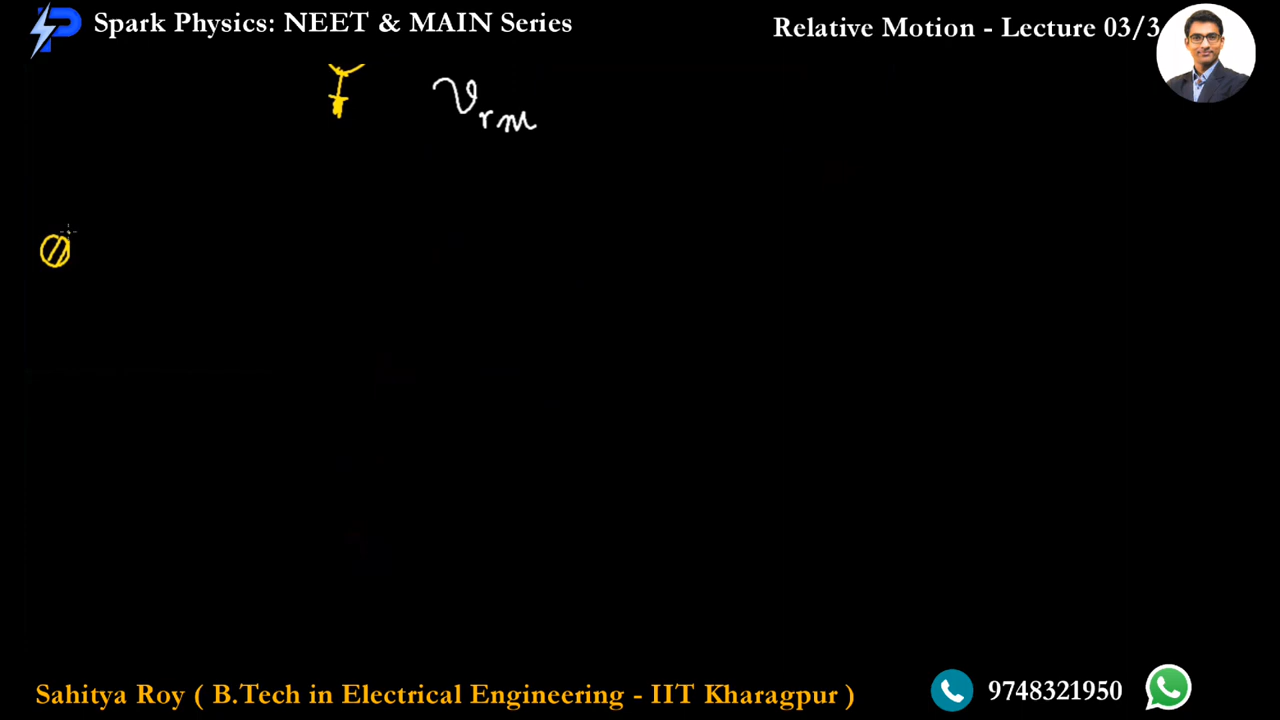 Spark Physics: NEET & MAIN Series
Relative Motion - Lecture 03/3
V_rm
Sahitya Roy ( B.Tech in Electrical Engineering - IIT Kharagpur )
9748321950